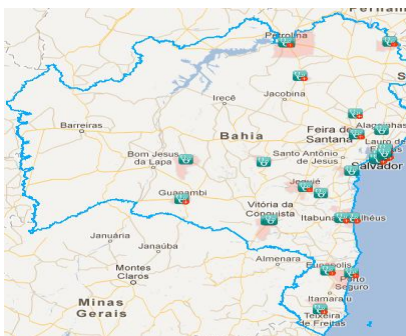 Pernam
Petrolina
S
Irecê
Jacobina
Alagoinhas
Barreiras
Bahia
Feira de
Santana
Lauro de
Bom Jesus
da Lapa
Santo Antônio
de Jesus
Salvador
Guanambi
Jequié
Vitória da
Conquista
Itabuna
Ilhéus
Januária
Janaúba
Almenara
Eunápolis
Montes
Claros
Porto
Seguro
Itamaraju
Minas
Gerais
Teixeira
de Freitas